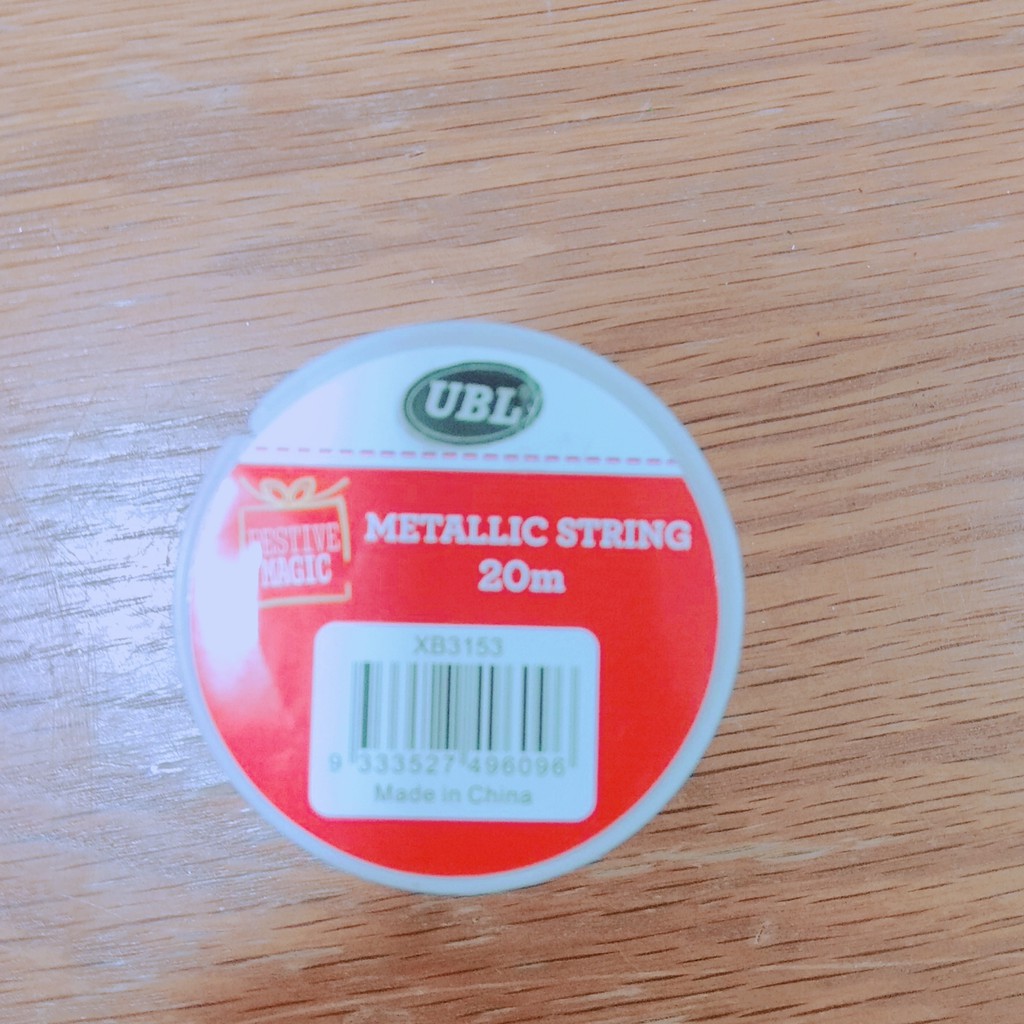 UBL
FESTIVE
MAGIC
METALLIC STRING
20m
XB3153
9 333527 496096
Made in China